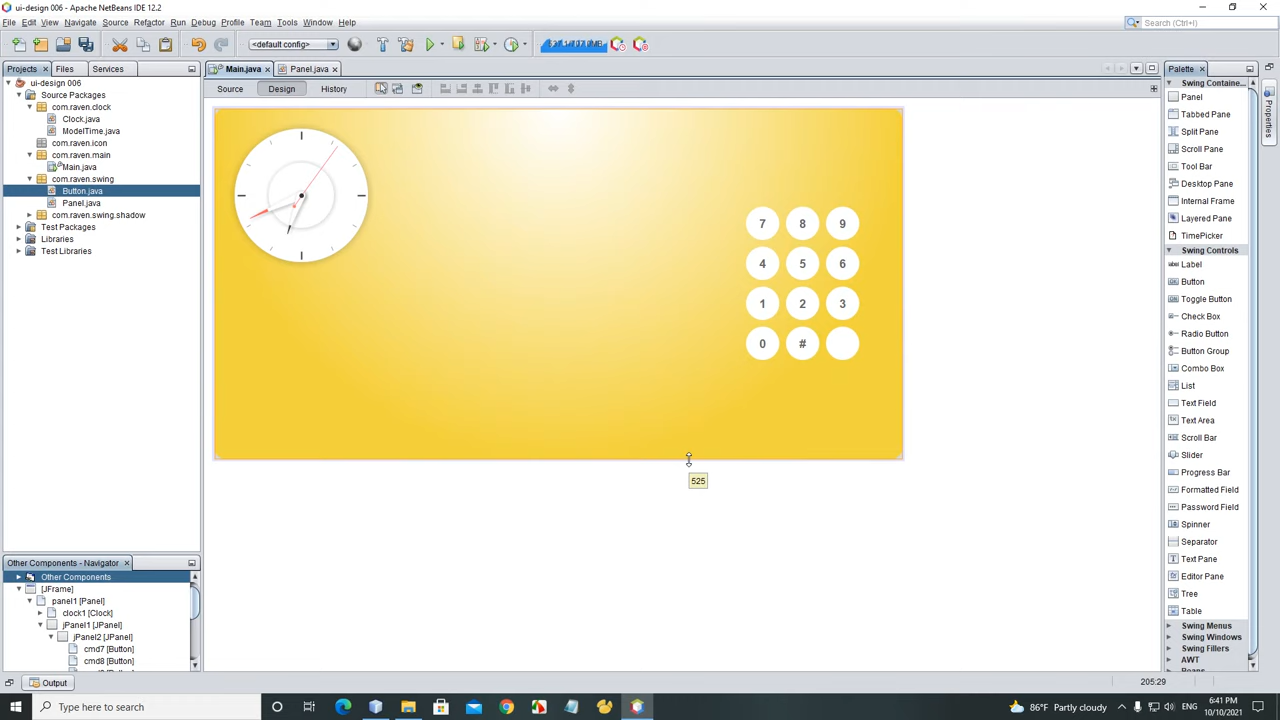 ui-design 006 - Apache NetBeans IDE 12.2
File Edit View Navigate Source Refactor Run Debug Profile Team Tools Window Help
Search (Ctrl+I)
<default config>
Projects Files Services
Main.java Panel.java
Source Design History
ui-design 006
Source Packages
com.raven.clock
Clock.java
ModelTime.java
com.raven.icon
com.raven.main
Main.java
com.raven.swing
Button.java
Panel.java
com.raven.swing.shadow
Test Packages
Libraries
Test Libraries
7 8 9
4 5 6
1 2 3
0 #
525
Palette
Swing Containe...
Panel
Tabbed Pane
Split Pane
Scroll Pane
Tool Bar
Desktop Pane
Internal Frame
Layered Pane
TimePicker
Swing Controls
Label
Button
Toggle Button
Check Box
Radio Button
Button Group
Combo Box
List
Text Field
Text Area
Scroll Bar
Slider
Progress Bar
Formatted Field
Password Field
Spinner
Separator
Text Pane
Editor Pane
Tree
Table
Swing Menus
Swing Windows
Swing Fillers
AWT
Beans
Properties
Other Components - Navigator
Other Components
[JFrame]
panel1 [Panel]
clock1 [Clock]
jPanel1 [JPanel]
jPanel2 [JPanel]
cmd7 [Button]
cmd8 [Button]
Output
205:29
Type here to search
86°F Partly cloudy
6:41 PM
10/10/2021